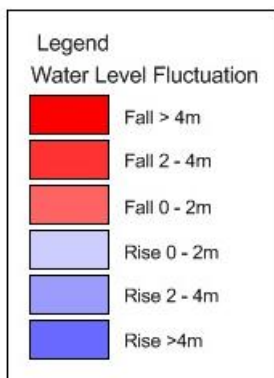 Legend
Water Level Fluctuation
Fall > 4m
Fall 2 - 4m
Fall 0 - 2m
Rise 0 - 2m
Rise 2 - 4m
Rise >4m